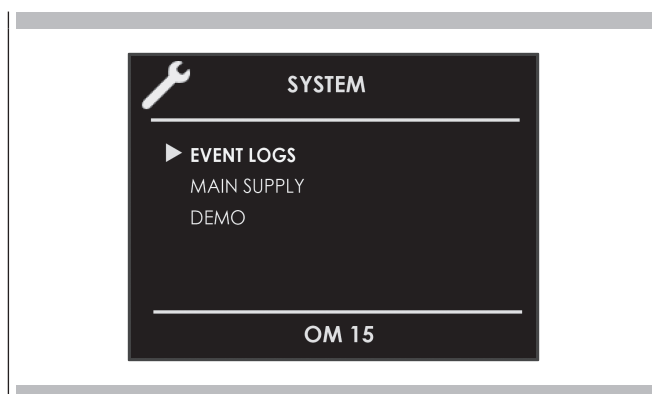 SYSTEM
EVENT LOGS
MAIN SUPPLY
DEMO
OM 15